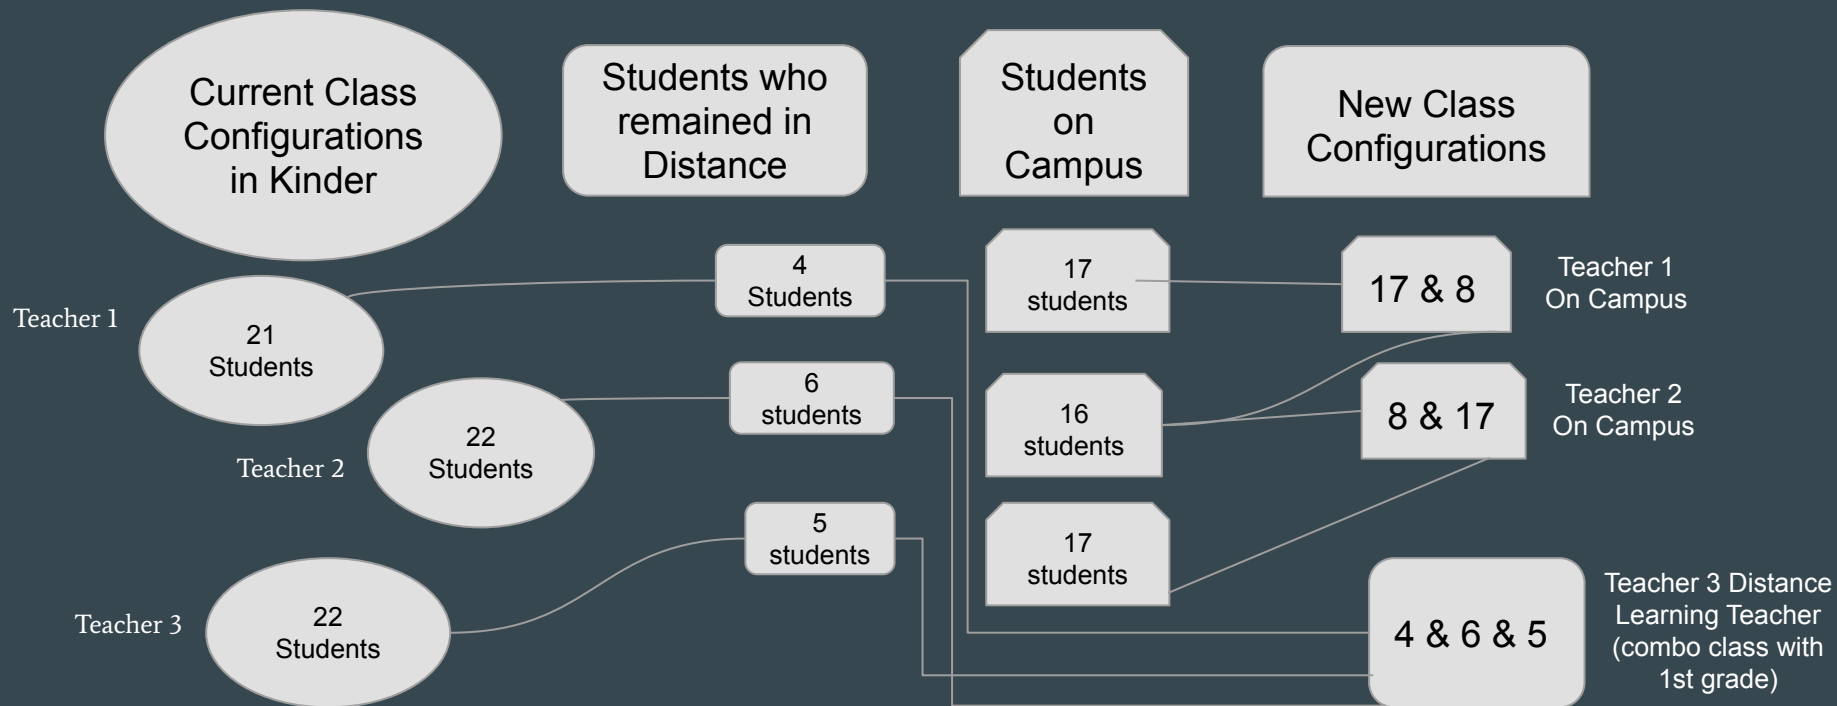 Current Class
Configurations
in Kinder
Students who
remained in
Distance
Students
on
Campus
New Class
Configurations
Teacher 1
21
Students
4
Students
17
students
17 & 8
Teacher 1
On Campus
Teacher 2
22
Students
6
students
16
students
8 & 17
Teacher 2
On Campus
Teacher 3
22
Students
5
students
17
students
4 & 6 & 5
Teacher 3 Distance
Learning Teacher
(combo class with
1st grade)